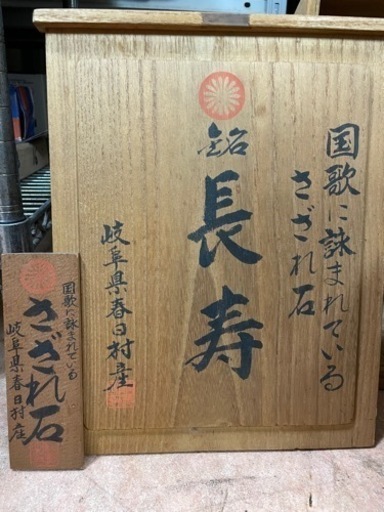 国歌に詠まれている
さざれ石
銘
長寿
岐阜県春日村産
国歌に詠まれている
さざれ石
岐阜県春日村産